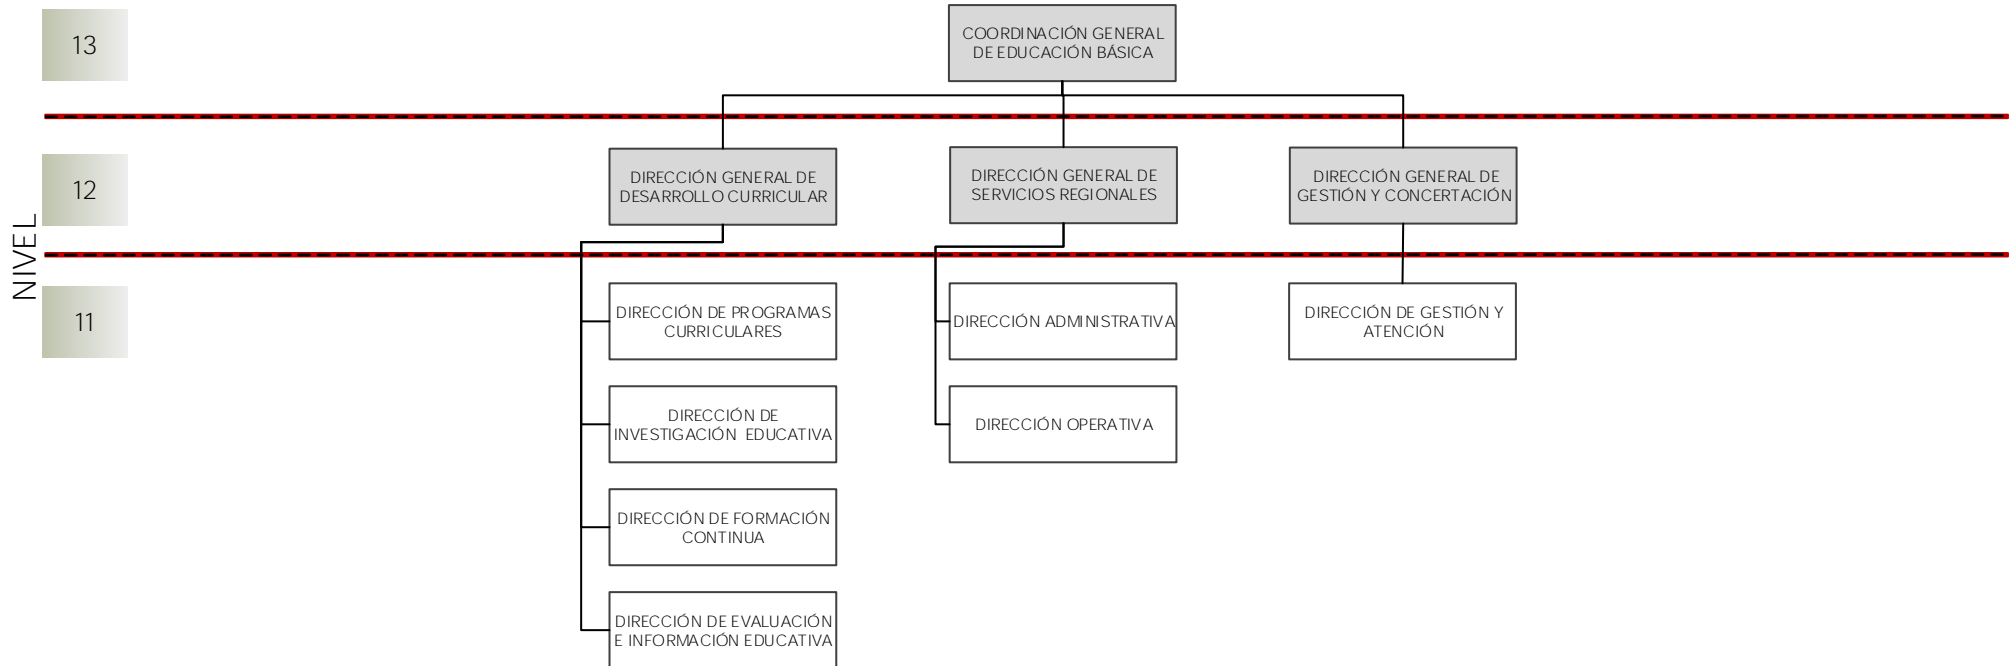 13
COORDINACIÓN GENERAL
DE EDUCACIÓN BÁSICA
NIVEL
12
DIRECCIÓN GENERAL DE
DESARROLLO CURRICULAR
DIRECCIÓN GENERAL DE
SERVICIOS REGIONALES
DIRECCIÓN GENERAL DE
GESTIÓN Y CONCERTACIÓN
11
DIRECCIÓN DE PROGRAMAS
CURRICULARES
DIRECCIÓN ADMINISTRATIVA
DIRECCIÓN DE GESTIÓN Y
ATENCIÓN
DIRECCIÓN DE
INVESTIGACIÓN EDUCATIVA
DIRECCIÓN OPERATIVA
DIRECCIÓN DE FORMACIÓN
CONTINUA
DIRECCIÓN DE EVALUACIÓN
E INFORMACIÓN EDUCATIVA